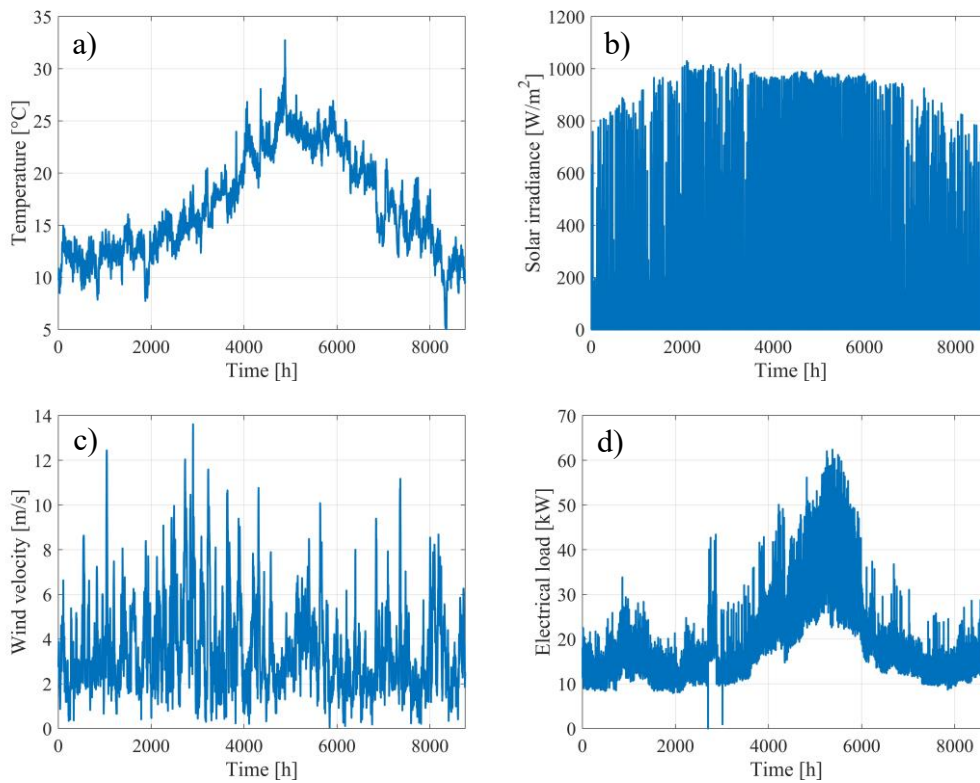 a)
35
30
25
20
15
10
5
Temperature [°C]
0 2000 4000 6000 8000
Time [h]
b)
1200
1000
800
600
400
200
0
Solar irradiance [W/m²]
0 2000 4000 6000 8000
Time [h]
c)
14
12
10
8
6
4
2
0
Wind velocity [m/s]
0 2000 4000 6000 8000
Time [h]
d)
70
60
50
40
30
20
10
0
Electrical load [kW]
0 2000 4000 6000 8000
Time [h]